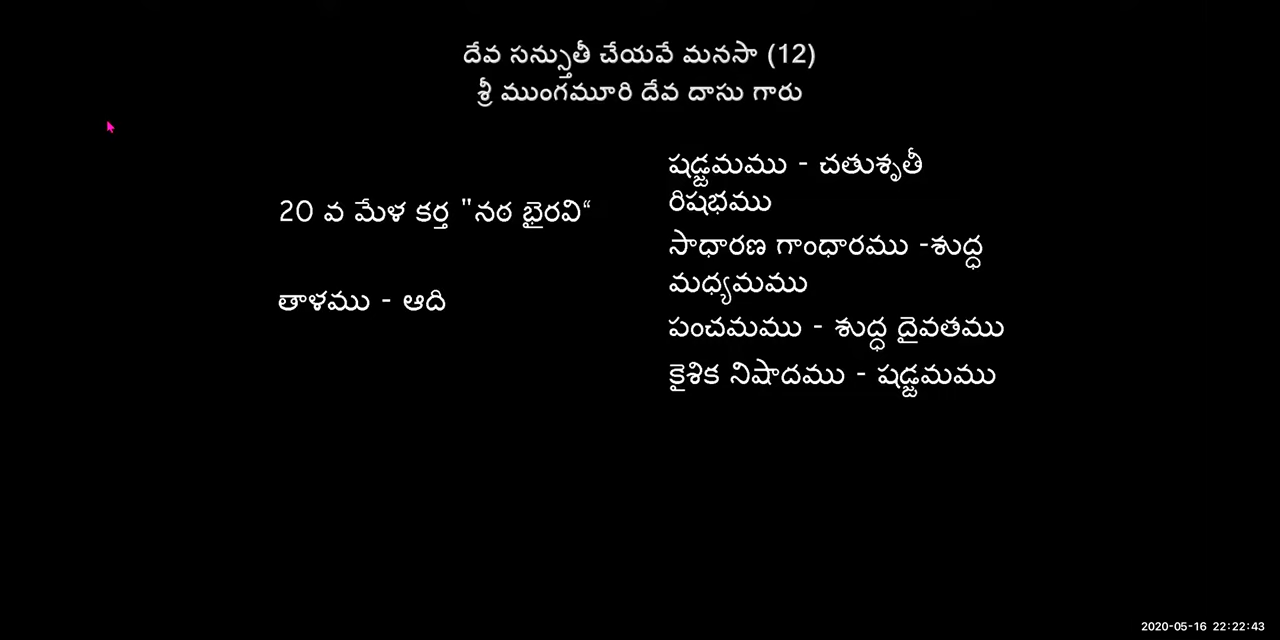 దేవ సన్స్తుతీ చేయవే మనసా (12)
శ్రీ ముంగమూరి దేవ దాసు గారు
20 వ మేళ కర్త "నఠ భైరవి“
తాళము - ఆది
షడ్జమము - చతుశృతీ
రిషభము
సాధారణ గాంధారము -శుద్ధ
మధ్యమము
పంచమము - శుద్ధ దైవతము
కైశిక నిషాదము - షడ్జమము
2020-05-16 22:22:43